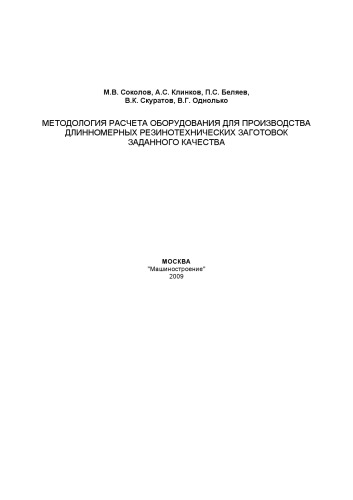 М.В. Соколов, А.С. Клинков, П.С. Беляев,
В.К. Скуратов, В.Г. Однолько
МЕТОДОЛОГИЯ РАСЧЕТА ОБОРУДОВАНИЯ ДЛЯ ПРОИЗВОДСТВА
ДЛИННОМЕРНЫХ РЕЗИНОТЕХНИЧЕСКИХ ЗАГОТОВОК
ЗАДАННОГО КАЧЕСТВА
МОСКВА
"Машиностроение"
2009